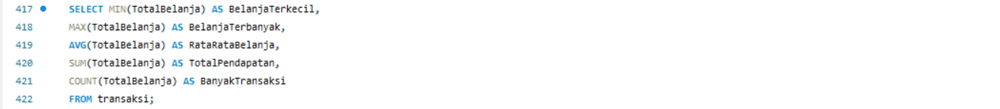 417 SELECT MIN(TotalBelanja) AS BelanjaTerkecil,
418 MAX(TotalBelanja) AS BelanjaTerbanyak,
419 AVG(TotalBelanja) AS RataRataBelanja,
420 SUM(TotalBelanja) AS TotalPendapatan,
421 COUNT(TotalBelanja) AS BanyakTransaksi
422 FROM transaksi;